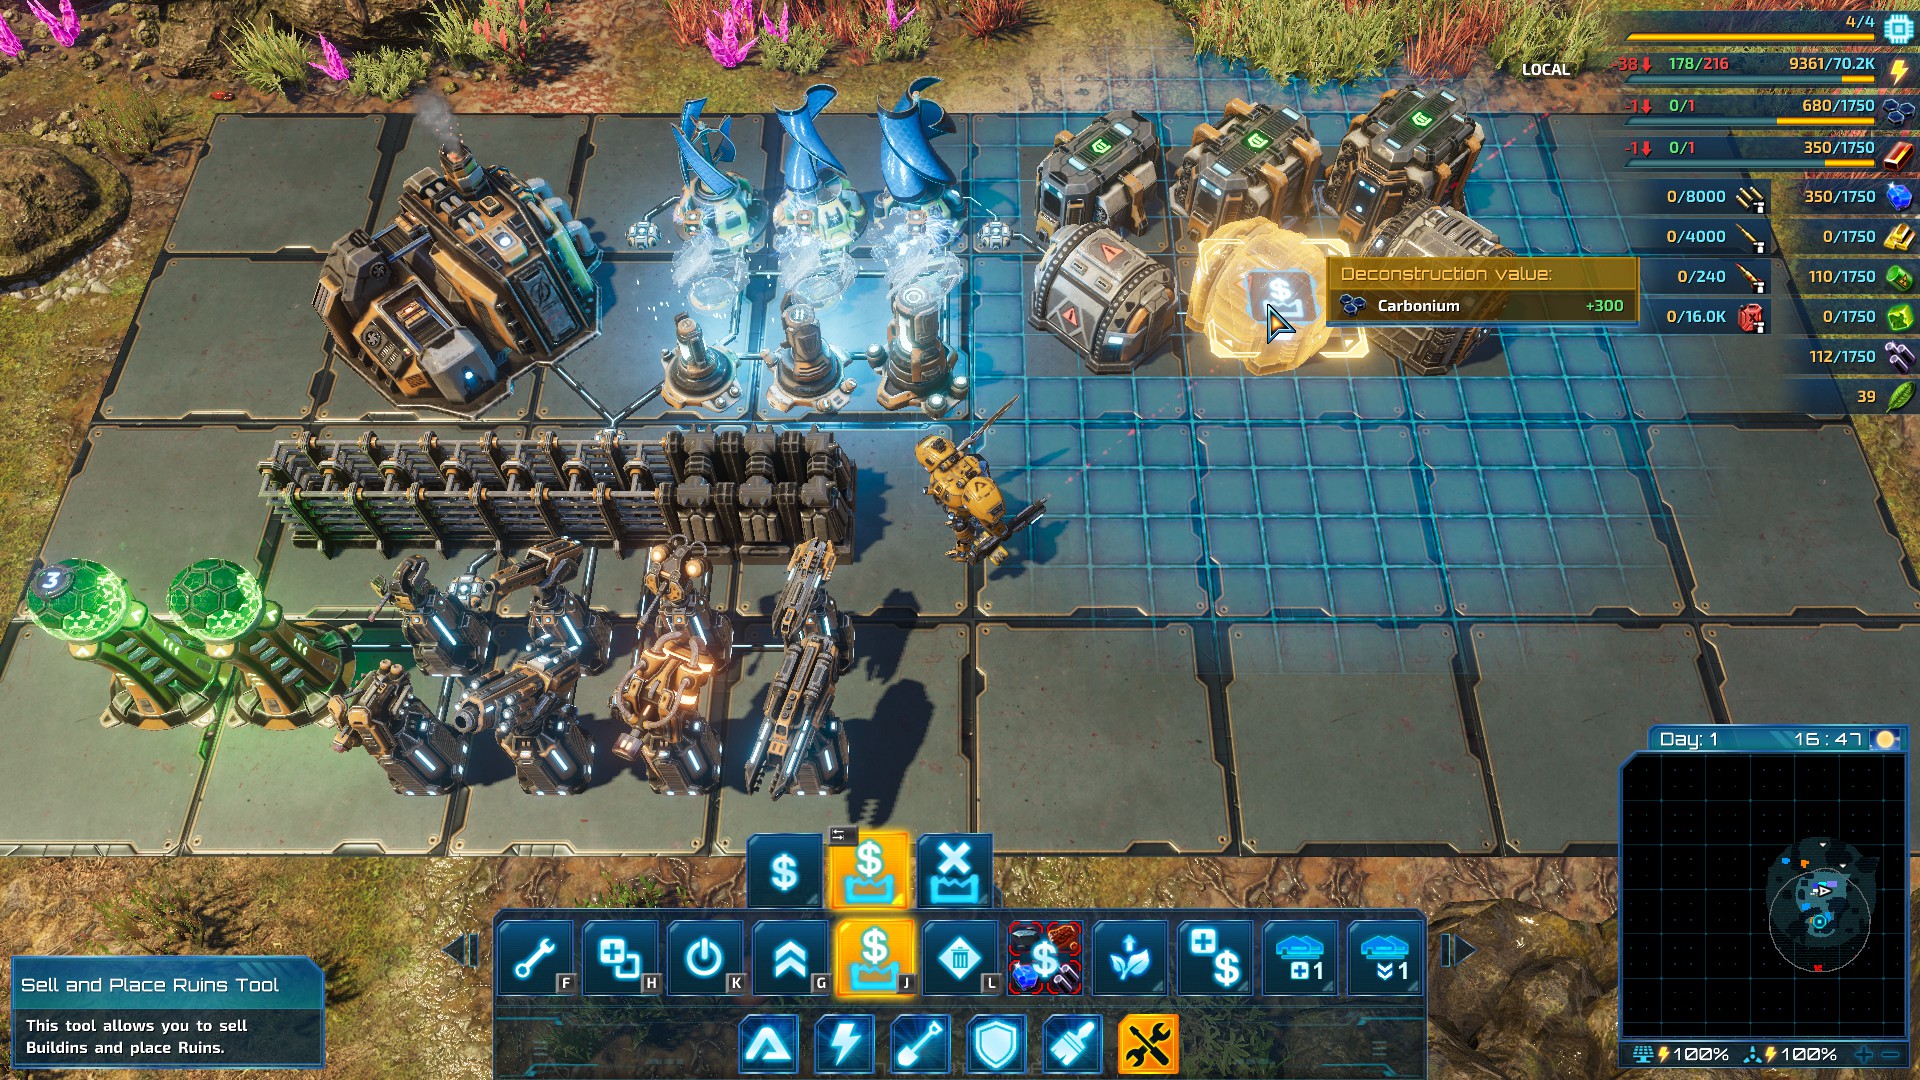 4/4
LOCAL
-38 178/216 9361/70.2K
-1 0/1 680/1750
-1 0/1 350/1750
0/8000 350/1750
0/4000 0/1750
0/240 110/1750
0/16.0K 0/1750
112/1750
39
Deconstruction value:
Carbonium +300
3
$
$
Day: 1 16:47
F
H
K
G
$
J
L
$
$
1
1
Sell and Place Ruins Tool
This tool allows you to sell
Buildins and place Ruins.
100% 100%